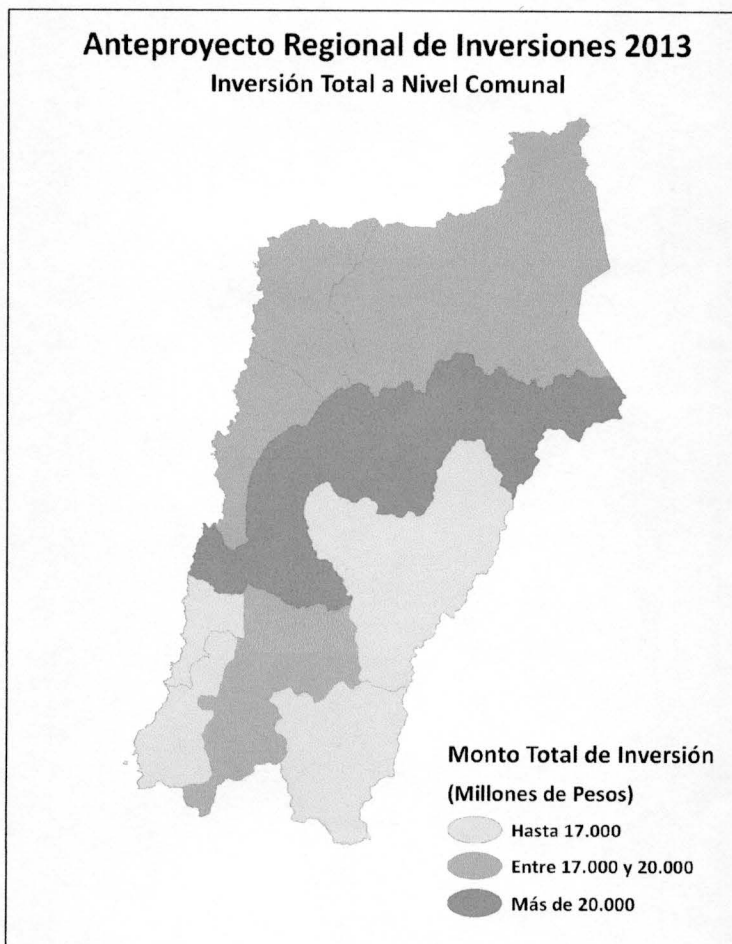 Anteproyecto Regional de Inversiones 2013
Inversión Total a Nivel Comunal
Monto Total de Inversión
(Millones de Pesos)
Hasta 17.000
Entre 17.000 y 20.000
Más de 20.000